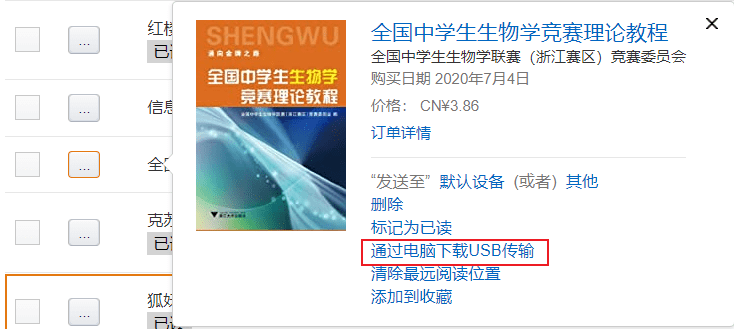 红楼
...
已读
信息
...
全国
...
克苏
...
已读
狐妖
...
已读
SHENGWU
通向金牌之路
全国中学生生物学
竞赛理论教程
全国中学生生物学联赛（浙江赛区）竞赛委员会 编
浙江大学出版社
×
全国中学生生物学竞赛理论教程
全国中学生生物学联赛（浙江赛区）竞赛委员会
购买日期 2020年7月4日
价格： CN¥3.86
订单详情
“发送至” 默认设备 (或者) 其他
删除
标记为已读
通过电脑下载USB传输
清除最远阅读位置
添加到收藏